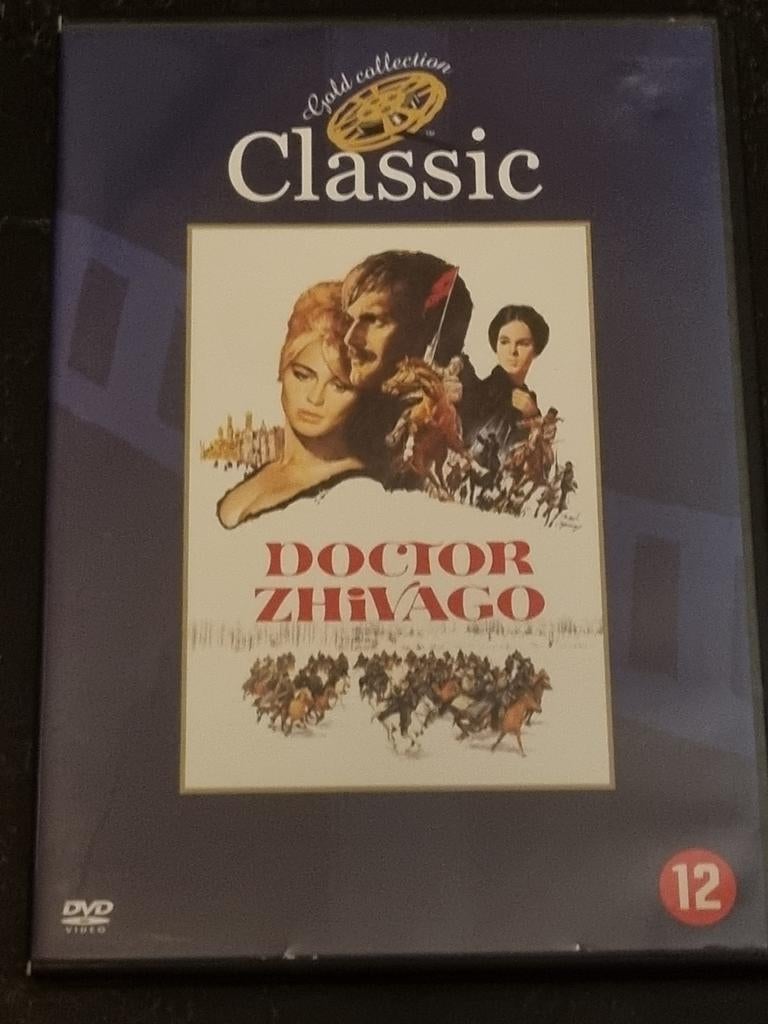 Gold collection
Classic
DOCTOR
ZHiVAGO
DVD
VIDEO
12